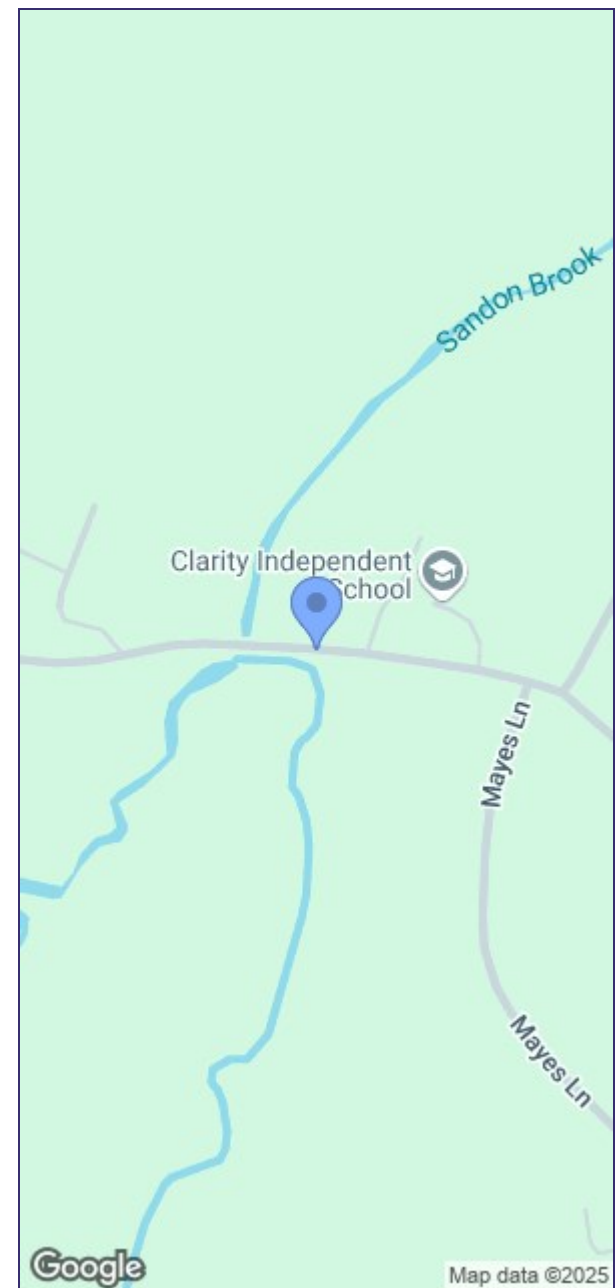 Sandon Brook
Clarity Independent
School
Mayes Ln
Mayes Ln
Google
Map data ©2025